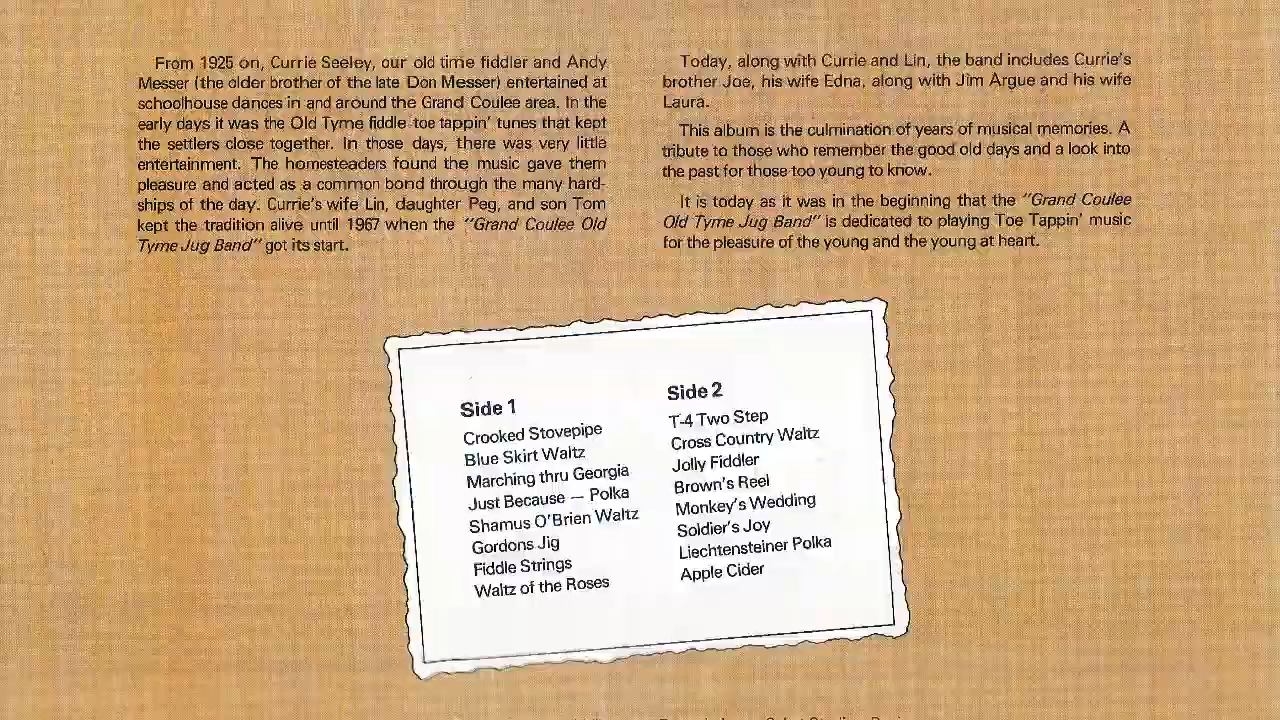 From 1925 on, Currie Seeley, our old time fiddler and Andy
Messer (the older brother of the late Don Messer) entertained at
schoolhouse dances in and around the Grand Coulee area. In the
early days it was the Old Tyme fiddle toe tappin' tunes that kept
the settlers close together. In those days, there was very little
entertainment. The homesteaders found the music gave them
pleasure and acted as a common bond through the many hard-
ships of the day. Currie's wife Lin, daughter Peg, and son Tom
kept the tradition alive until 1967 when the "Grand Coulee Old
Tyme Jug Band" got its start.
Today, along with Currie and Lin, the band includes Currie's
brother Joe, his wife Edna, along with Jim Argue and his wife
Laura.
This album is the culmination of years of musical memories. A
tribute to those who remember the good old days and a look into
the past for those too young to know.
It is today as it was in the beginning that the "Grand Coulee
Old Tyme Jug Band" is dedicated to playing Toe Tappin' music
for the pleasure of the young and the young at heart.
Side 1
Crooked Stovepipe
Blue Skirt Waltz
Marching thru Georgia
Just Because — Polka
Shamus O'Brien Waltz
Gordons Jig
Fiddle Strings
Waltz of the Roses
Side 2
T-4 Two Step
Cross Country Waltz
Jolly Fiddler
Brown's Reel
Monkey's Wedding
Soldier's Joy
Liechtensteiner Polka
Apple Cider